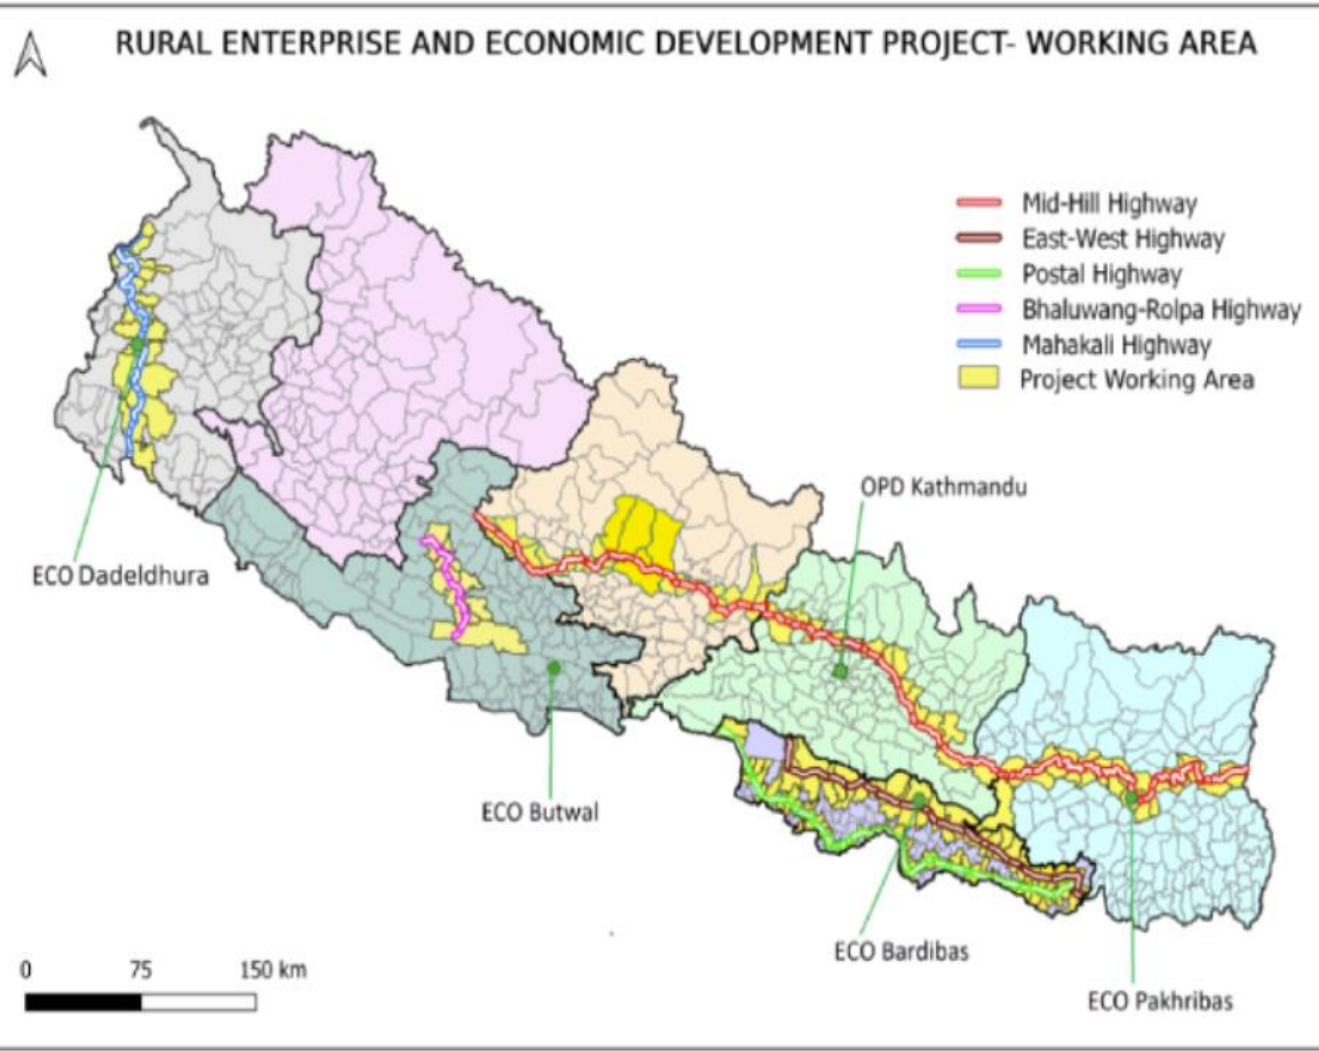 RURAL ENTERPRISE AND ECONOMIC DEVELOPMENT PROJECT- WORKING AREA
Mid-Hill Highway
East-West Highway
Postal Highway
Bhaluwang-Rolpa Highway
Mahakali Highway
Project Working Area
OPD Kathmandu
ECO Dadeldhura
ECO Butwal
ECO Bardibas
ECO Pakhribas
0 75 150 km